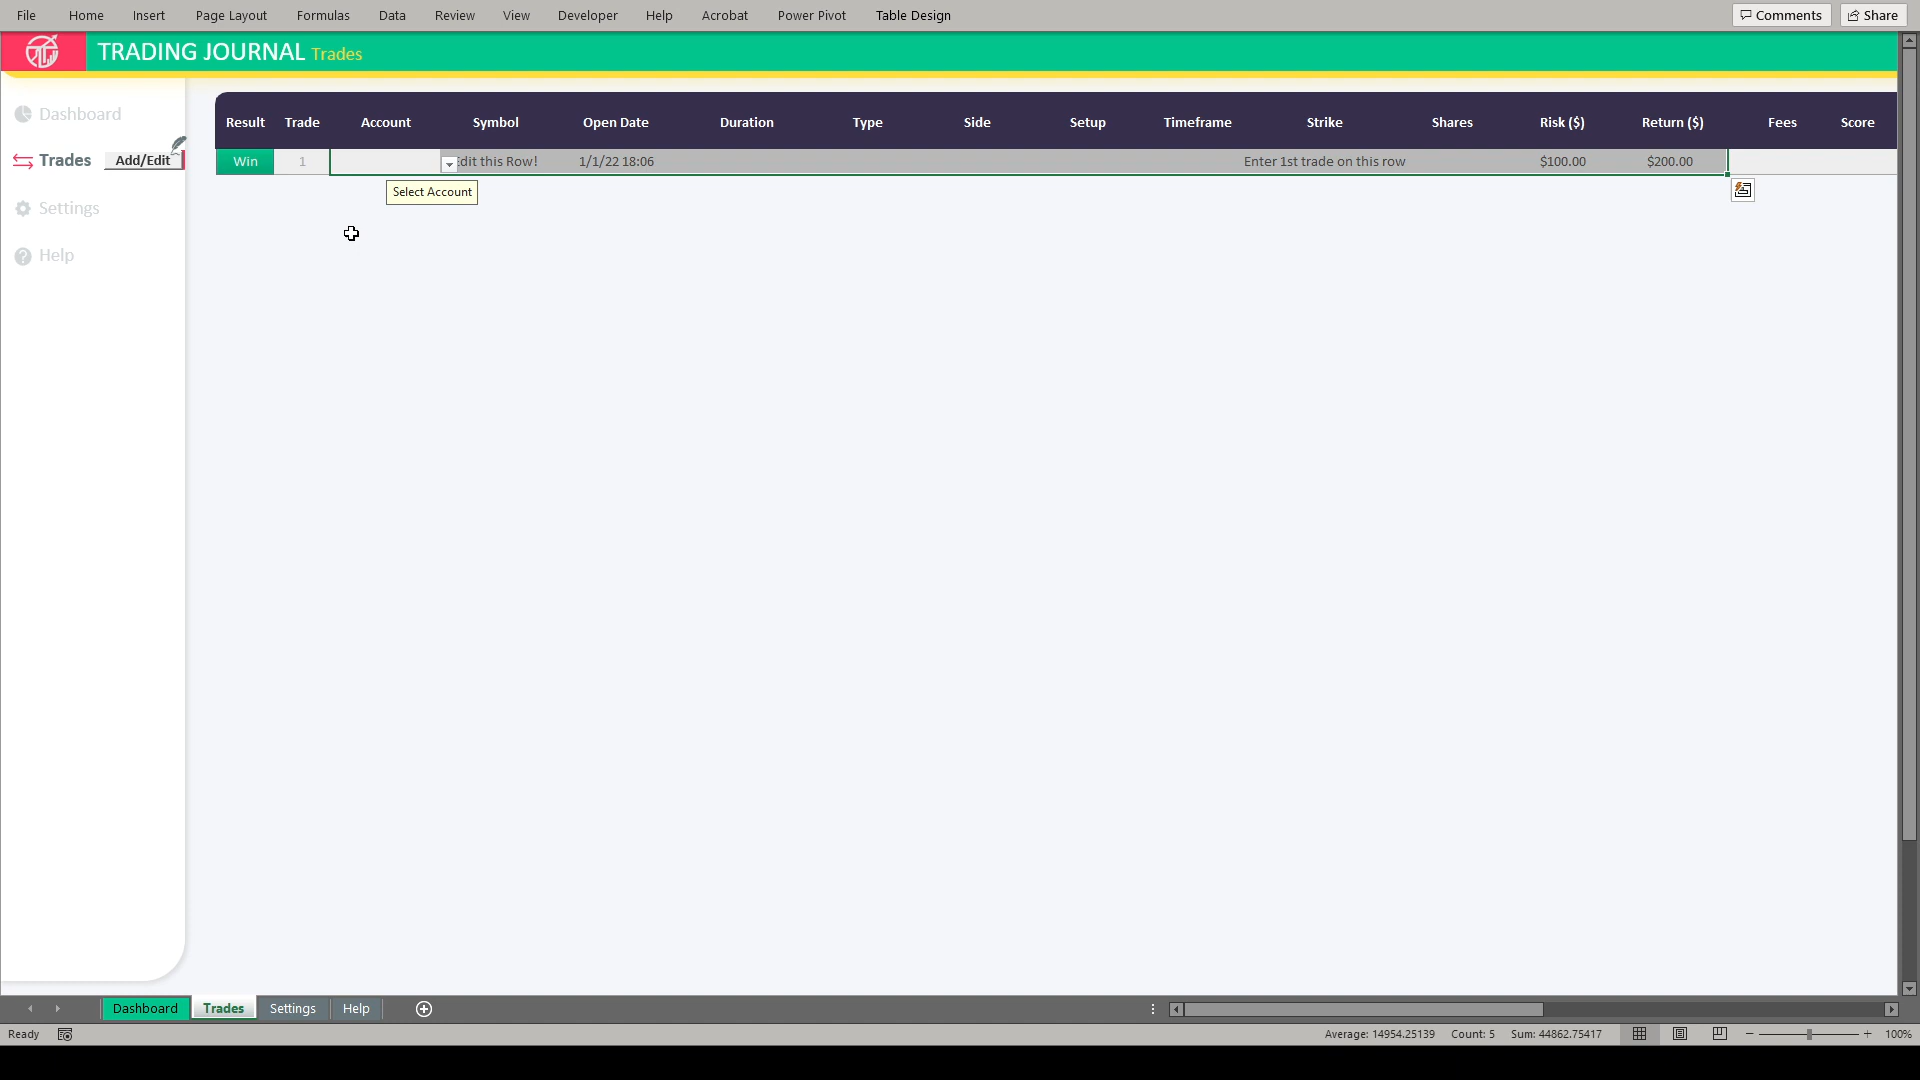 File Home Insert Page Layout Formulas Data Review View Developer Help Acrobat Power Pivot Table Design Comments Share
TRADING JOURNAL Trades
Dashboard
Trades Add/Edit
Settings
Help
Result Trade Account Symbol Open Date Duration Type Side Setup Timeframe Strike Shares Risk ($) Return ($) Fees Score
Win 1 dit this Row! 1/1/22 18:06 Enter 1st trade on this row $100.00 $200.00
Select Account
Dashboard Trades Settings Help
Ready Average: 14954.25139 Count: 5 Sum: 44862.75417 100%